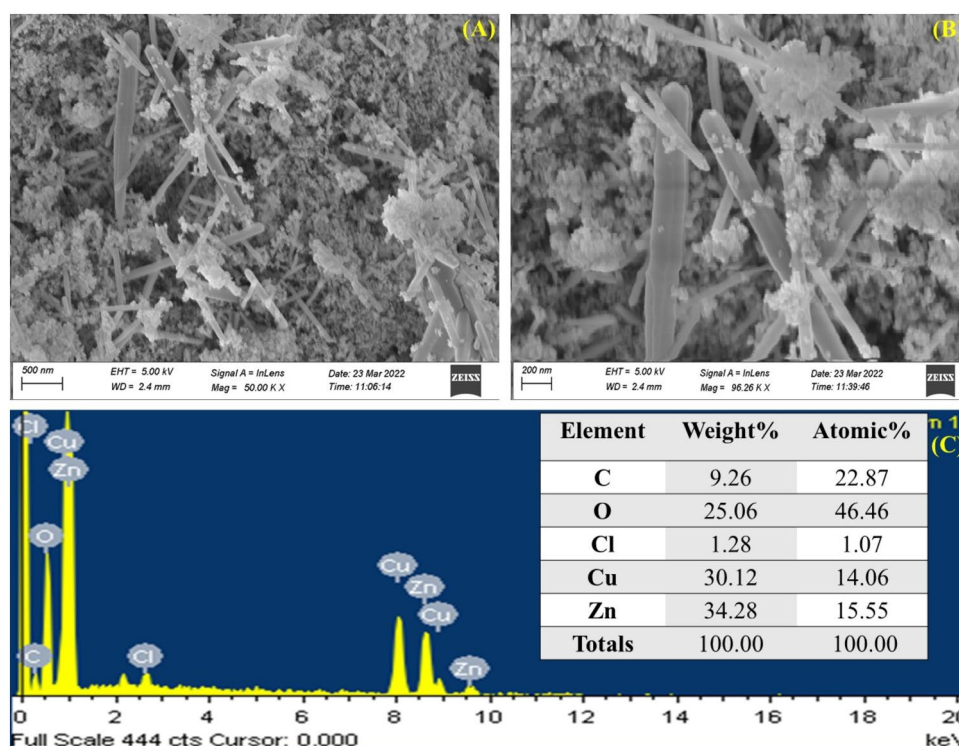 (A)
500 nm
EHT = 5.00 kV
WD = 2.4 mm
Signal A = InLens
Mag = 50.00 K X
Date: 23 Mar 2022
Time: 11:06:14
ZEISS
(B)
200 nm
EHT = 5.00 kV
WD = 2.4 mm
Signal A = InLens
Mag = 96.26 K X
Date: 23 Mar 2022
Time: 11:39:46
ZEISS
Cl
Cu
Zn
O
C
Cl
Cu
Zn
Cu
Zn
m 1
(C)
Element Weight% Atomic%
C 9.26 22.87
O 25.06 46.46
Cl 1.28 1.07
Cu 30.12 14.06
Zn 34.28 15.55
Totals 100.00 100.00
0 2 4 6 8 10 12 14 16 18 20
Full Scale 444 cts Cursor: 0.000
keV